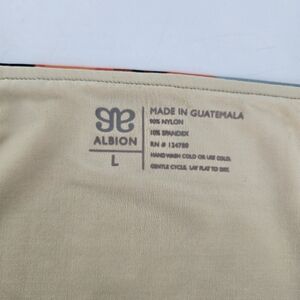 ALBION
L
MADE IN GUATEMALA
90% NYLON
10% SPANDEX
RN # 124789
HAND WASH COLD OR USE COLD,
GENTLE CYCLE, LAY FLAT TO DRY.